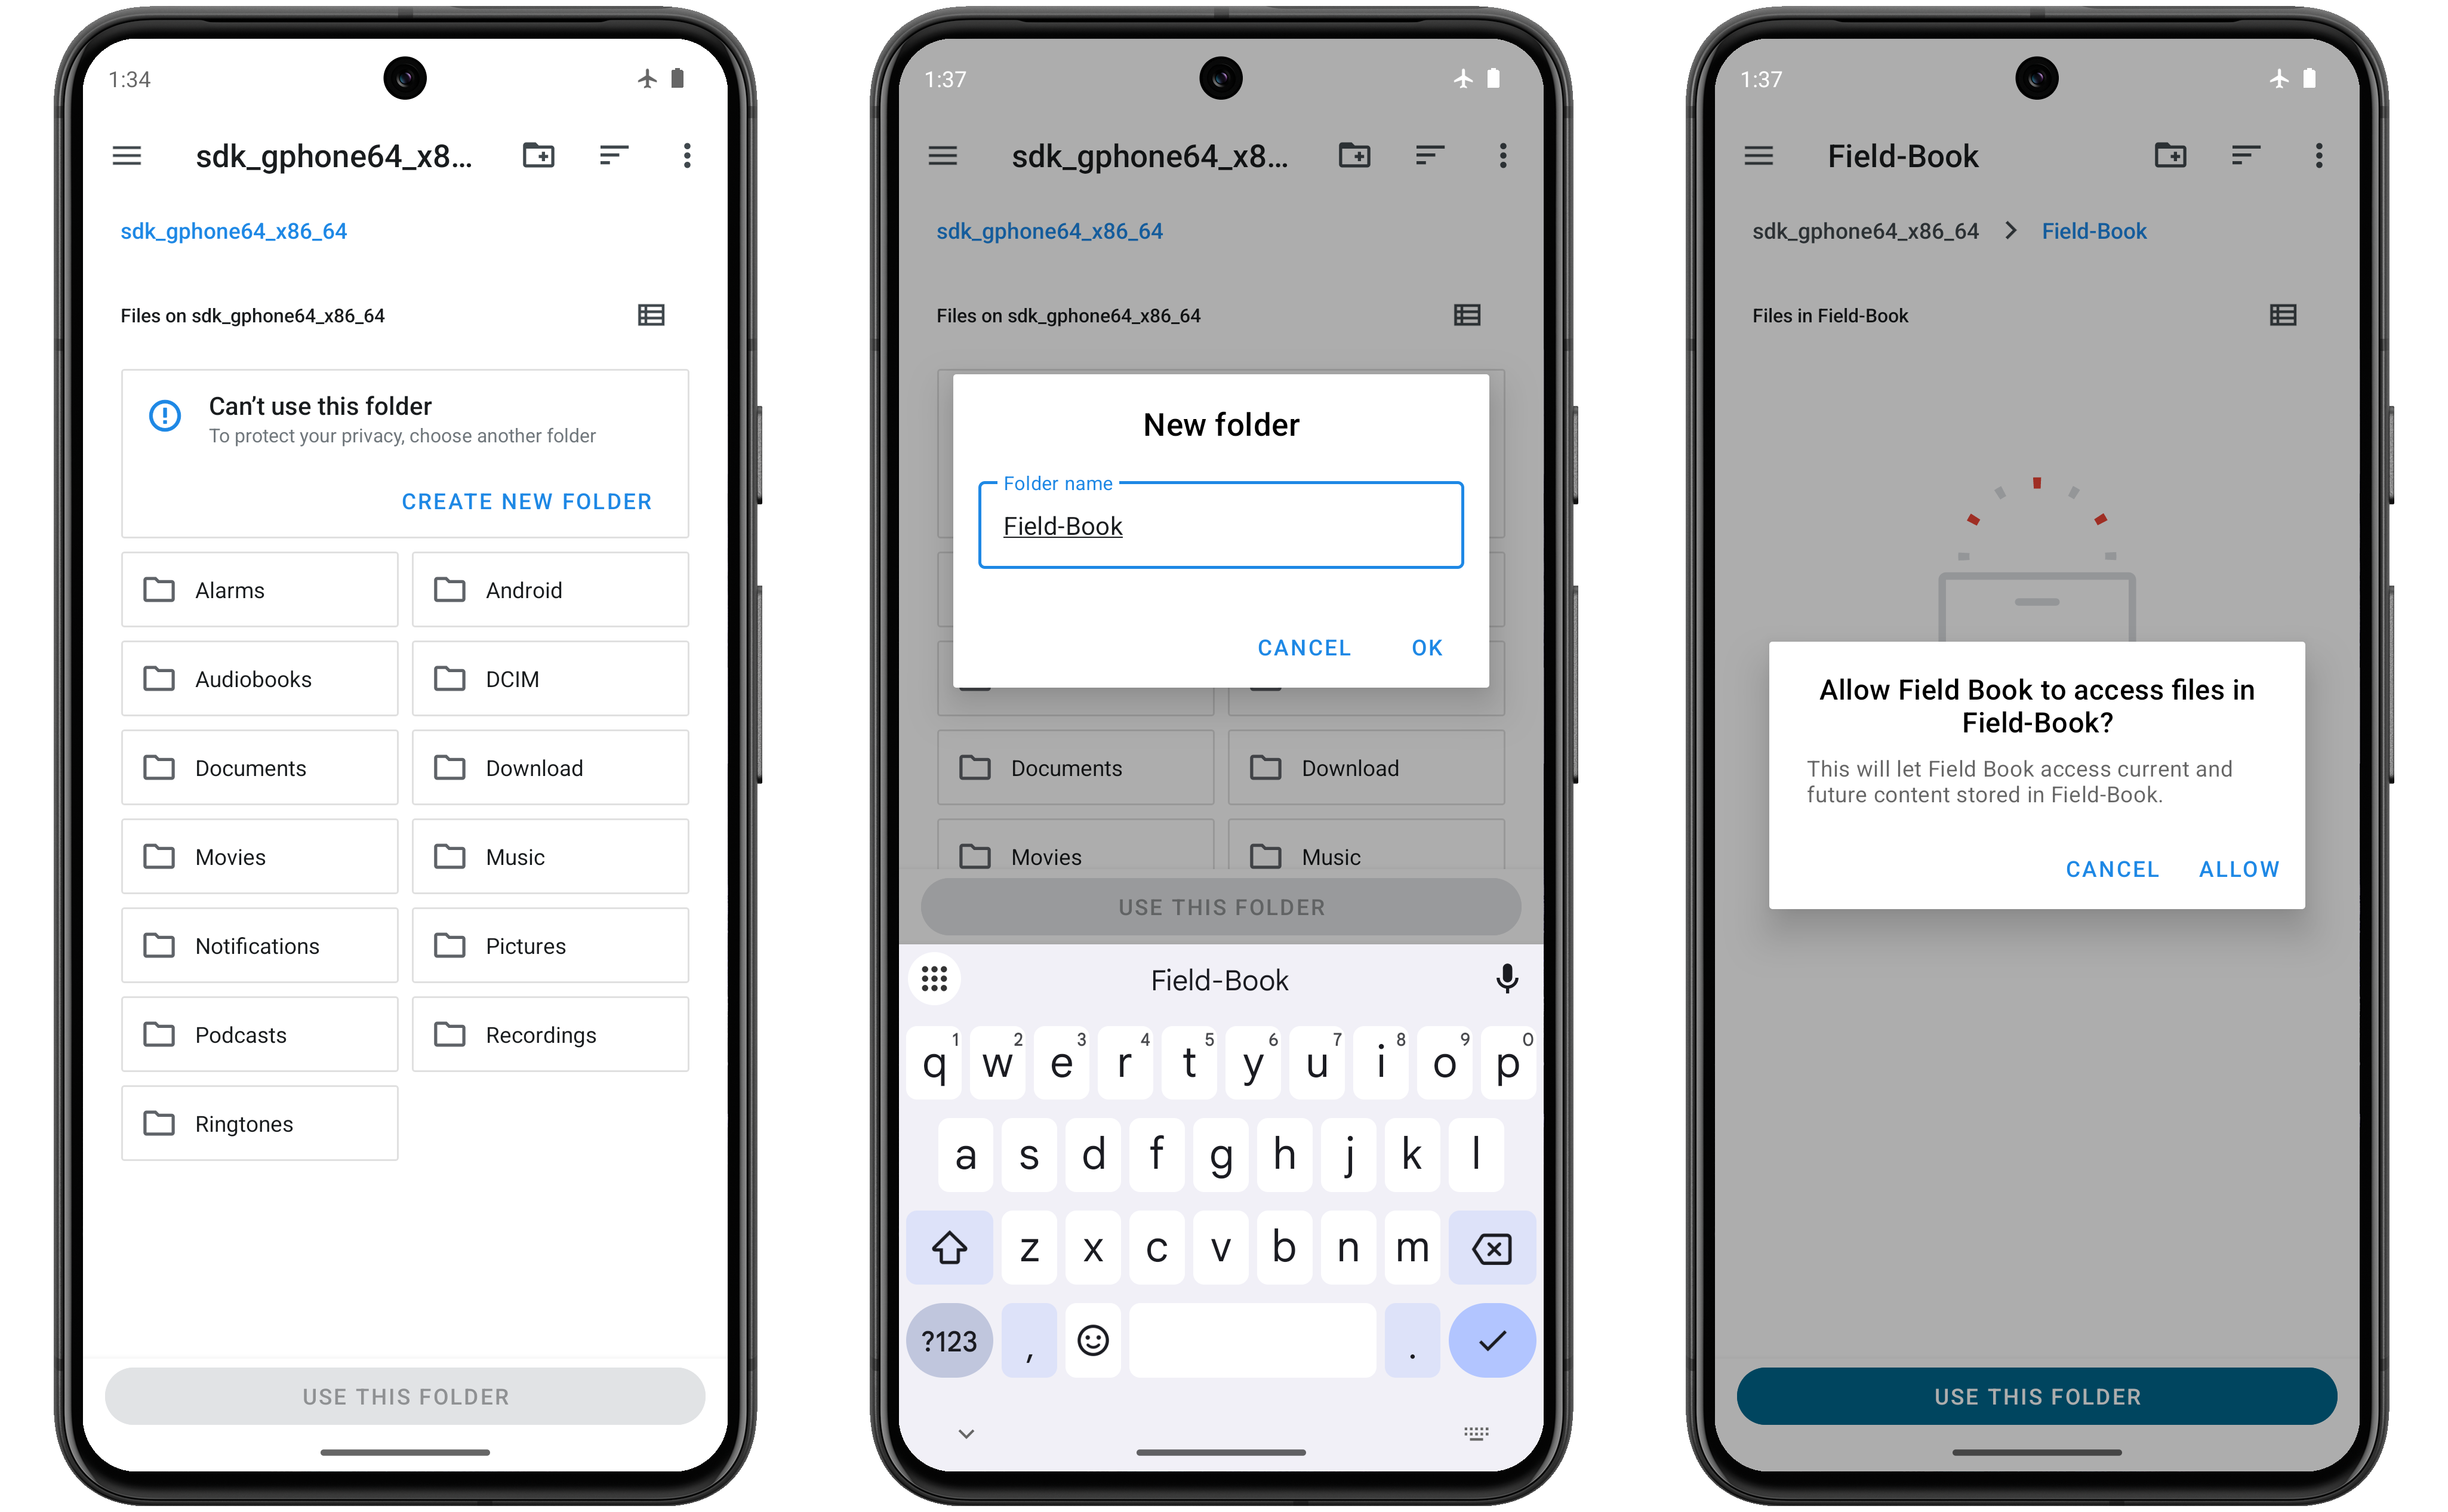 1:34
sdk_gphone64_x8...
sdk_gphone64_x86_64
Files on sdk_gphone64_x86_64
Can’t use this folder
To protect your privacy, choose another folder
CREATE NEW FOLDER
Alarms
Android
Audiobooks
DCIM
Documents
Download
Movies
Music
Notifications
Pictures
Podcasts
Recordings
Ringtones
USE THIS FOLDER
1:37
sdk_gphone64_x8...
sdk_gphone64_x86_64
Files on sdk_gphone64_x86_64
New folder
Folder name
Field-Book
CANCEL OK
Documents
Download
Movies
Music
USE THIS FOLDER
Field-Book
1 2 3 4 5 6 7 8 9 0
q w e r t y u i o p
a s d f g h j k l
z x c v b n m
?123 , .
1:37
Field-Book
sdk_gphone64_x86_64 > Field-Book
Files in Field-Book
Allow Field Book to access files in
Field-Book?
This will let Field Book access current and
future content stored in Field-Book.
CANCEL ALLOW
USE THIS FOLDER